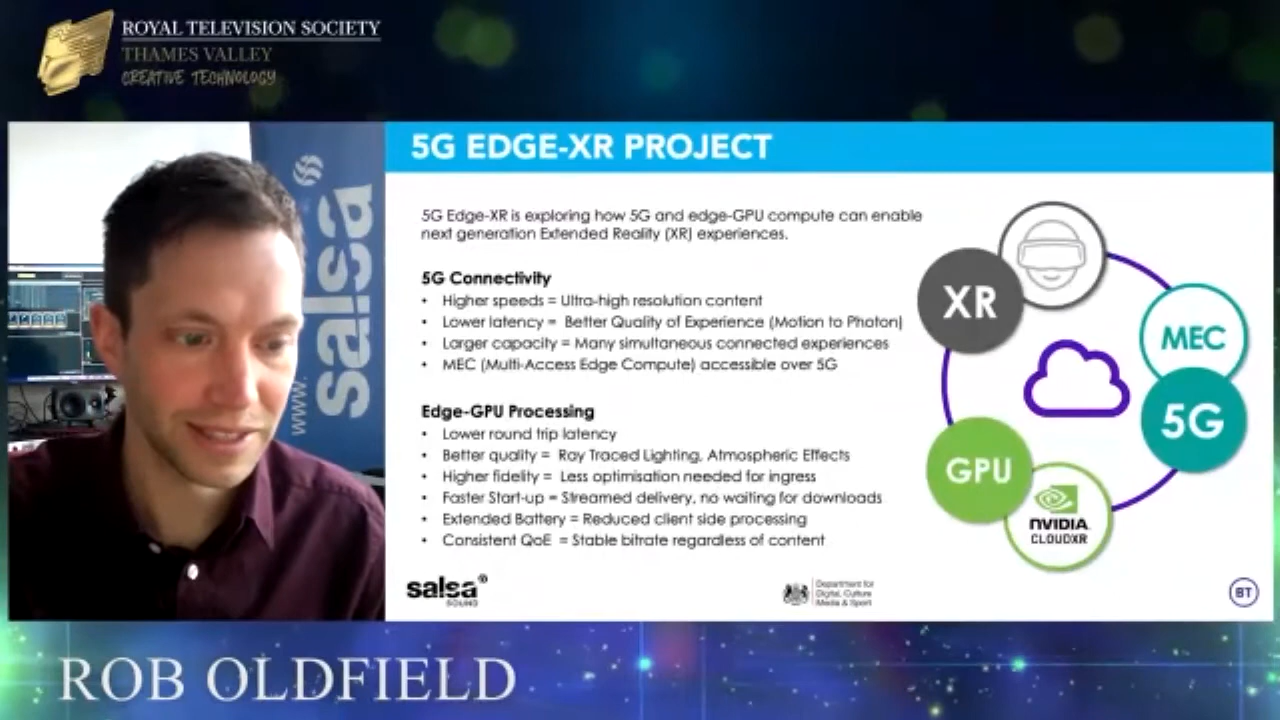 ROYAL TELEVISION SOCIETY
THAMES VALLEY
CREATIVE TECHNOLOGY
www.
salsa
5G EDGE-XR PROJECT
5G Edge-XR is exploring how 5G and edge-GPU compute can enable
next generation Extended Reality (XR) experiences.
5G Connectivity
• Higher speeds = Ultra-high resolution content
• Lower latency = Better Quality of Experience (Motion to Photon)
• Larger capacity = Many simultaneous connected experiences
• MEC (Multi-Access Edge Compute) accessible over 5G
Edge-GPU Processing
• Lower round trip latency
• Better quality = Ray Traced Lighting, Atmospheric Effects
• Higher fidelity = Less optimisation needed for ingress
• Faster Start-up = Streamed delivery, no waiting for downloads
• Extended Battery = Reduced client side processing
• Consistent QoE = Stable bitrate regardless of content
XR
MEC
5G
GPU
NVIDIA
CLOUDXR
salsa
SOUND
Department for
Digital, Culture
Media & Sport
BT
ROB OLDFIELD